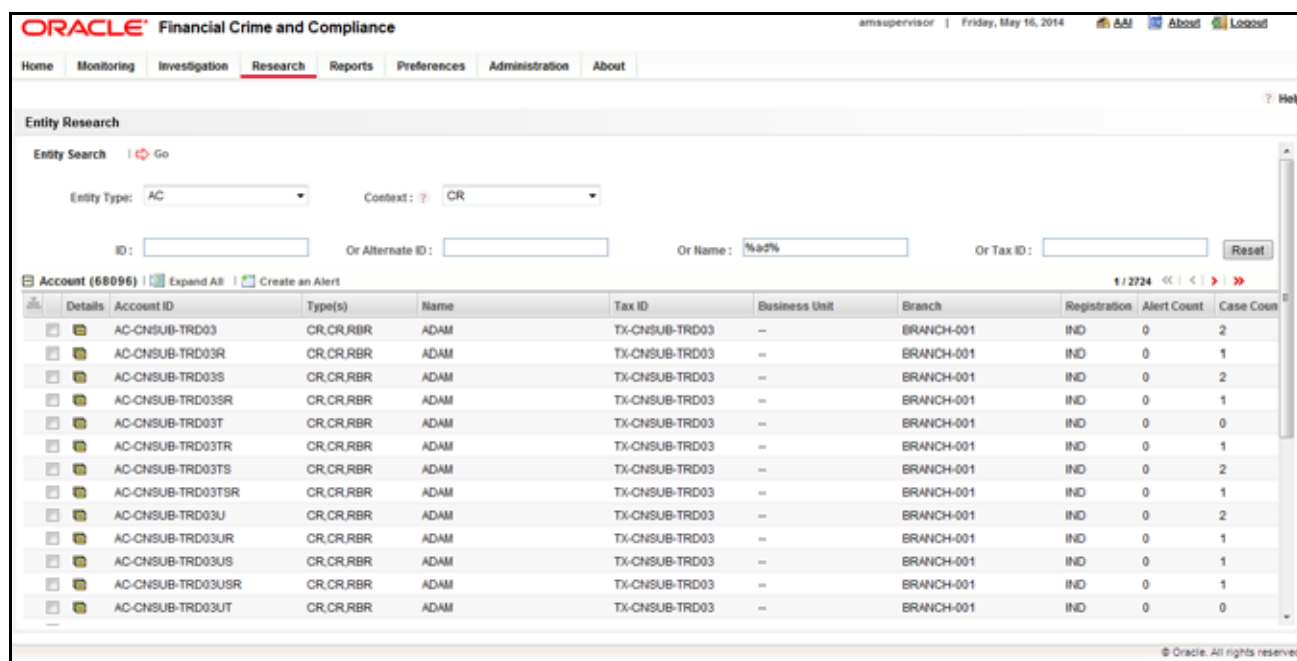 ORACLE Financial Crime and Compliance
amsupervisor | Friday, May 16, 2014 AAI About Logout
Home Monitoring Investigation Research Reports Preferences Administration About
? Help
Entity Research
Entity Search | Go
Entity Type: AC Context: ? CR
ID: Or Alternate ID: Or Name: %ad% Or Tax ID: Reset
Account (68096) | Expand All | Create an Alert 1 / 2724
Details Account ID Type(s) Name Tax ID Business Unit Branch Registration Alert Count Case Coun
AC-CNSUB-TRD03 CR,CR,RBR ADAM TX-CNSUB-TRD03 -- BRANCH-001 IND 0 2
AC-CNSUB-TRD03R CR,CR,RBR ADAM TX-CNSUB-TRD03 -- BRANCH-001 IND 0 1
AC-CNSUB-TRD03S CR,CR,RBR ADAM TX-CNSUB-TRD03 -- BRANCH-001 IND 0 2
AC-CNSUB-TRD03SR CR,CR,RBR ADAM TX-CNSUB-TRD03 -- BRANCH-001 IND 0 1
AC-CNSUB-TRD03T CR,CR,RBR ADAM TX-CNSUB-TRD03 -- BRANCH-001 IND 0 0
AC-CNSUB-TRD03TR CR,CR,RBR ADAM TX-CNSUB-TRD03 -- BRANCH-001 IND 0 1
AC-CNSUB-TRD03TS CR,CR,RBR ADAM TX-CNSUB-TRD03 -- BRANCH-001 IND 0 2
AC-CNSUB-TRD03TSR CR,CR,RBR ADAM TX-CNSUB-TRD03 -- BRANCH-001 IND 0 1
AC-CNSUB-TRD03U CR,CR,RBR ADAM TX-CNSUB-TRD03 -- BRANCH-001 IND 0 2
AC-CNSUB-TRD03UR CR,CR,RBR ADAM TX-CNSUB-TRD03 -- BRANCH-001 IND 0 1
AC-CNSUB-TRD03US CR,CR,RBR ADAM TX-CNSUB-TRD03 -- BRANCH-001 IND 0 1
AC-CNSUB-TRD03USR CR,CR,RBR ADAM TX-CNSUB-TRD03 -- BRANCH-001 IND 0 1
AC-CNSUB-TRD03UT CR,CR,RBR ADAM TX-CNSUB-TRD03 -- BRANCH-001 IND 0 0
© Oracle. All rights reserved